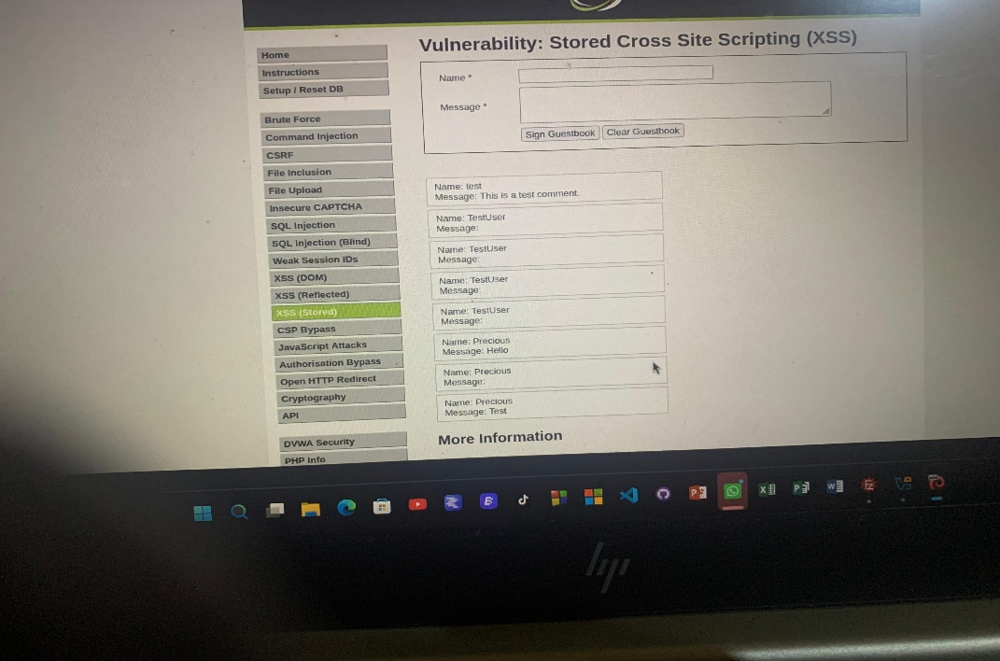 Vulnerability: Stored Cross Site Scripting (XSS)
Home
Instructions
Setup / Reset DB
Brute Force
Command Injection
CSRF
File Inclusion
File Upload
Insecure CAPTCHA
SQL Injection
SQL Injection (Blind)
Weak Session IDs
XSS (DOM)
XSS (Reflected)
XSS (Stored)
CSP Bypass
JavaScript Attacks
Authorisation Bypass
Open HTTP Redirect
Cryptography
API
DVWA Security
PHP Info
Name *
Message *
Sign Guestbook Clear Guestbook
Name: test
Message: This is a test comment.
Name: TestUser
Message:
Name: TestUser
Message:
Name: TestUser
Message:
Name: TestUser
Message:
Name: Precious
Message: Hello
Name: Precious
Message:
Name: Precious
Message: Test
More Information
hp